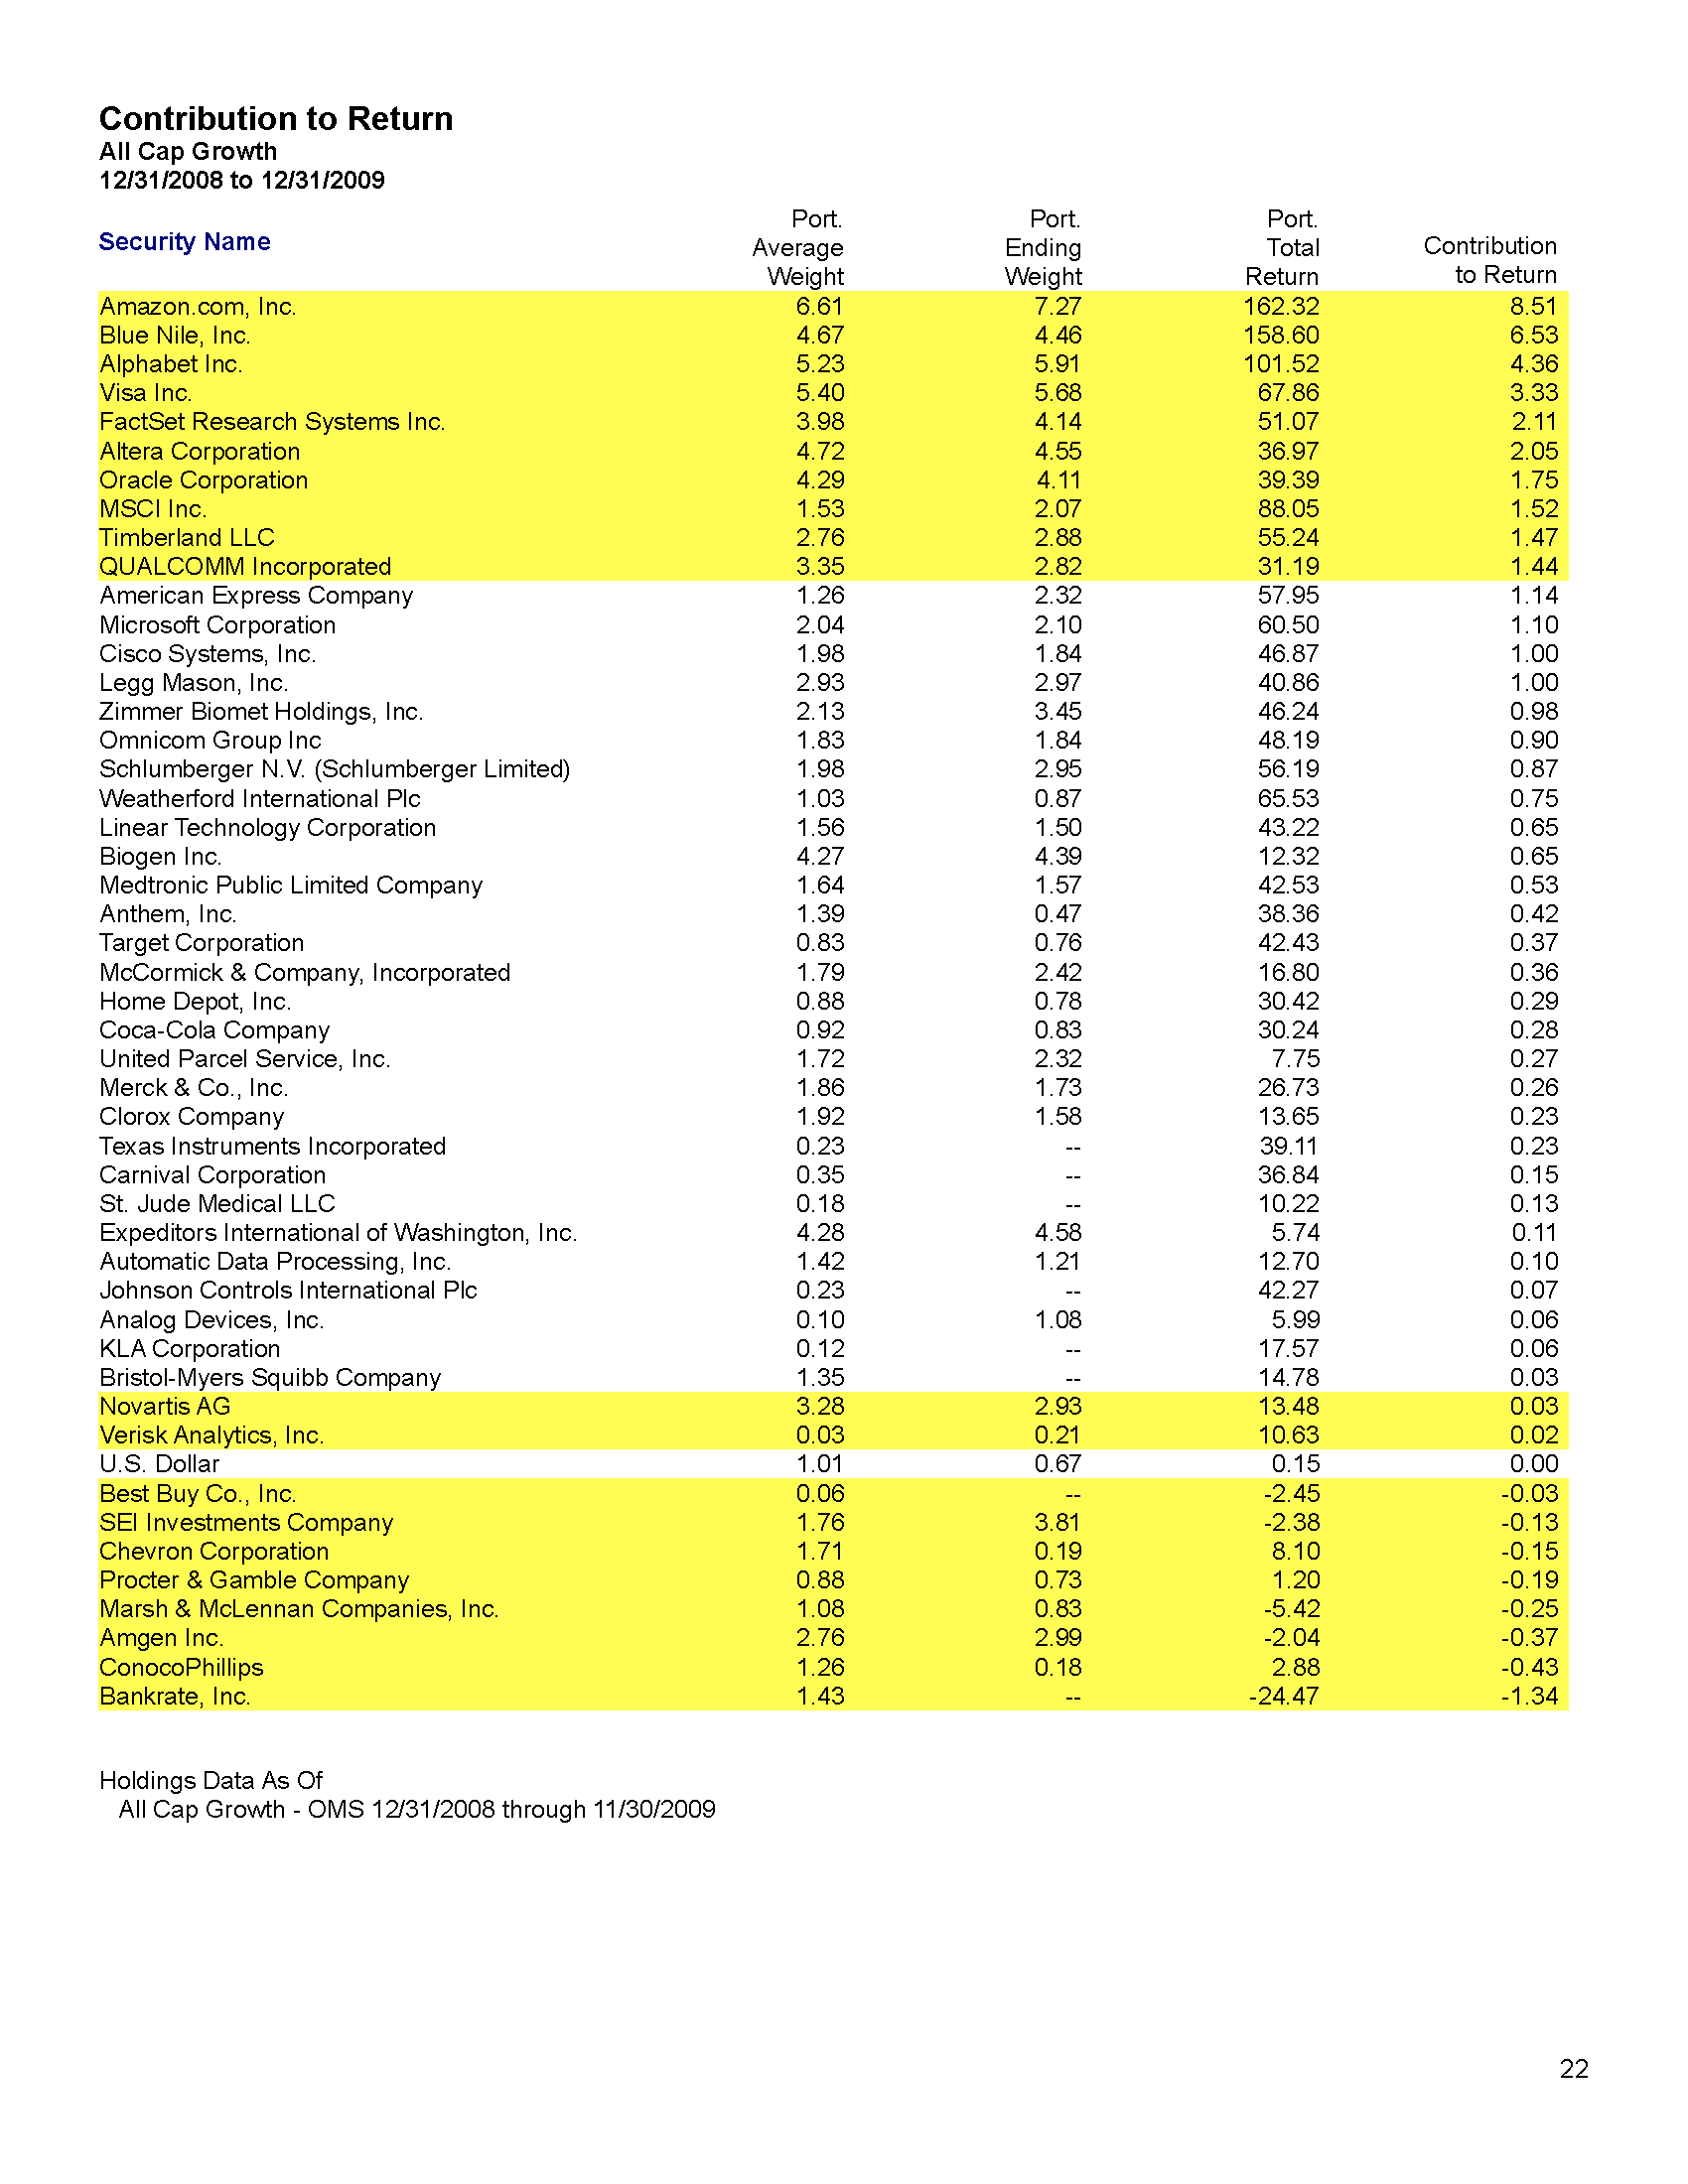 Contribution to Return
All Cap Growth
12/31/2008 to 12/31/2009
Security Name Port. Average Weight Port. Ending Weight Port. Total Return Contribution to Return
Amazon.com, Inc. 6.61 7.27 162.32 8.51
Blue Nile, Inc. 4.67 4.46 158.60 6.53
Alphabet Inc. 5.23 5.91 101.52 4.36
Visa Inc. 5.40 5.68 67.86 3.33
FactSet Research Systems Inc. 3.98 4.14 51.07 2.11
Altera Corporation 4.72 4.55 36.97 2.05
Oracle Corporation 4.29 4.11 39.39 1.75
MSCI Inc. 1.53 2.07 88.05 1.52
Timberland LLC 2.76 2.88 55.24 1.47
QUALCOMM Incorporated 3.35 2.82 31.19 1.44
American Express Company 1.26 2.32 57.95 1.14
Microsoft Corporation 2.04 2.10 60.50 1.10
Cisco Systems, Inc. 1.98 1.84 46.87 1.00
Legg Mason, Inc. 2.93 2.97 40.86 1.00
Zimmer Biomet Holdings, Inc. 2.13 3.45 46.24 0.98
Omnicom Group Inc 1.83 1.84 48.19 0.90
Schlumberger N.V. (Schlumberger Limited) 1.98 2.95 56.19 0.87
Weatherford International Plc 1.03 0.87 65.53 0.75
Linear Technology Corporation 1.56 1.50 43.22 0.65
Biogen Inc. 4.27 4.39 12.32 0.65
Medtronic Public Limited Company 1.64 1.57 42.53 0.53
Anthem, Inc. 1.39 0.47 38.36 0.42
Target Corporation 0.83 0.76 42.43 0.37
McCormick & Company, Incorporated 1.79 2.42 16.80 0.36
Home Depot, Inc. 0.88 0.78 30.42 0.29
Coca-Cola Company 0.92 0.83 30.24 0.28
United Parcel Service, Inc. 1.72 2.32 7.75 0.27
Merck & Co., Inc. 1.86 1.73 26.73 0.26
Clorox Company 1.92 1.58 13.65 0.23
Texas Instruments Incorporated 0.23 -- 39.11 0.23
Carnival Corporation 0.35 -- 36.84 0.15
St. Jude Medical LLC 0.18 -- 10.22 0.13
Expeditors International of Washington, Inc. 4.28 4.58 5.74 0.11
Automatic Data Processing, Inc. 1.42 1.21 12.70 0.10
Johnson Controls International Plc 0.23 -- 42.27 0.07
Analog Devices, Inc. 0.10 1.08 5.99 0.06
KLA Corporation 0.12 -- 17.57 0.06
Bristol-Myers Squibb Company 1.35 -- 14.78 0.03
Novartis AG 3.28 2.93 13.48 0.03
Verisk Analytics, Inc. 0.03 0.21 10.63 0.02
U.S. Dollar 1.01 0.67 0.15 0.00
Best Buy Co., Inc. 0.06 -- -2.45 -0.03
SEI Investments Company 1.76 3.81 -2.38 -0.13
Chevron Corporation 1.71 0.19 8.10 -0.15
Procter & Gamble Company 0.88 0.73 1.20 -0.19
Marsh & McLennan Companies, Inc. 1.08 0.83 -5.42 -0.25
Amgen Inc. 2.76 2.99 -2.04 -0.37
ConocoPhillips 1.26 0.18 2.88 -0.43
Bankrate, Inc. 1.43 -- -24.47 -1.34
Holdings Data As Of
All Cap Growth - OMS 12/31/2008 through 11/30/2009
22